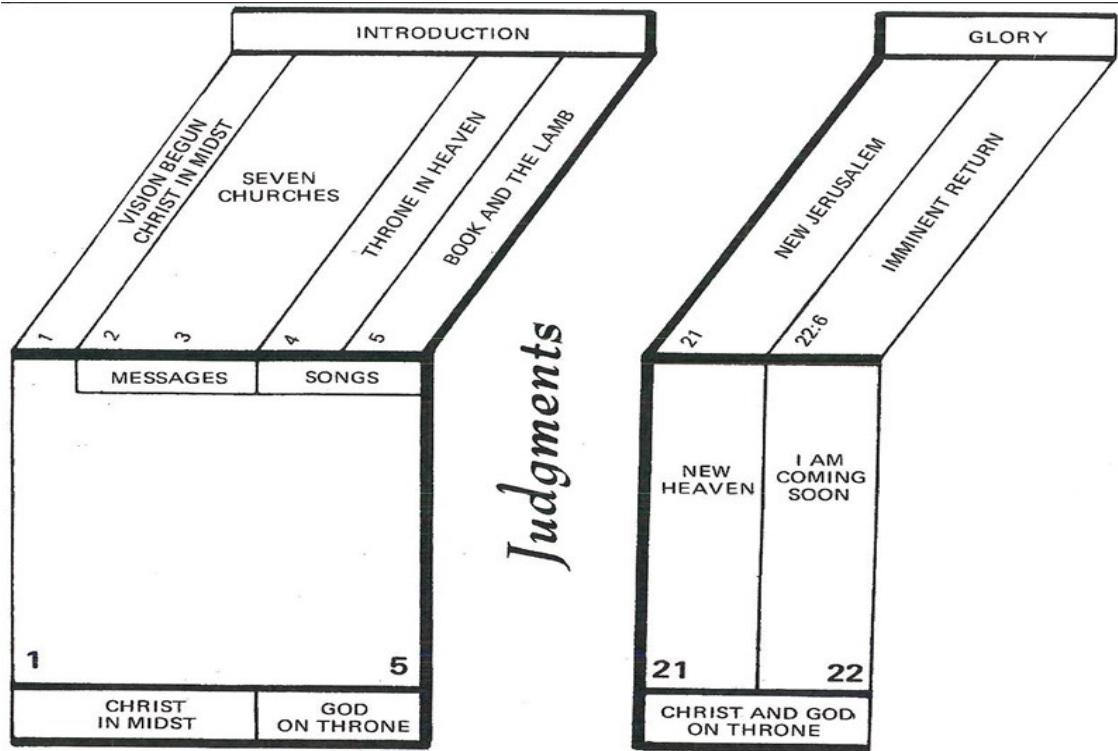 INTRODUCTION
VISION BEGUN
CHRIST IN MIDST
SEVEN
CHURCHES
THRONE IN HEAVEN
BOOK AND THE LAMB
1
2
3
4
5
MESSAGES
SONGS
1
5
CHRIST
IN MIDST
GOD
ON THRONE
Judgments
GLORY
NEW JERUSALEM
IMMINENT RETURN
21
22:6
NEW
HEAVEN
I AM
COMING
SOON
21
22
CHRIST AND GOD
ON THRONE